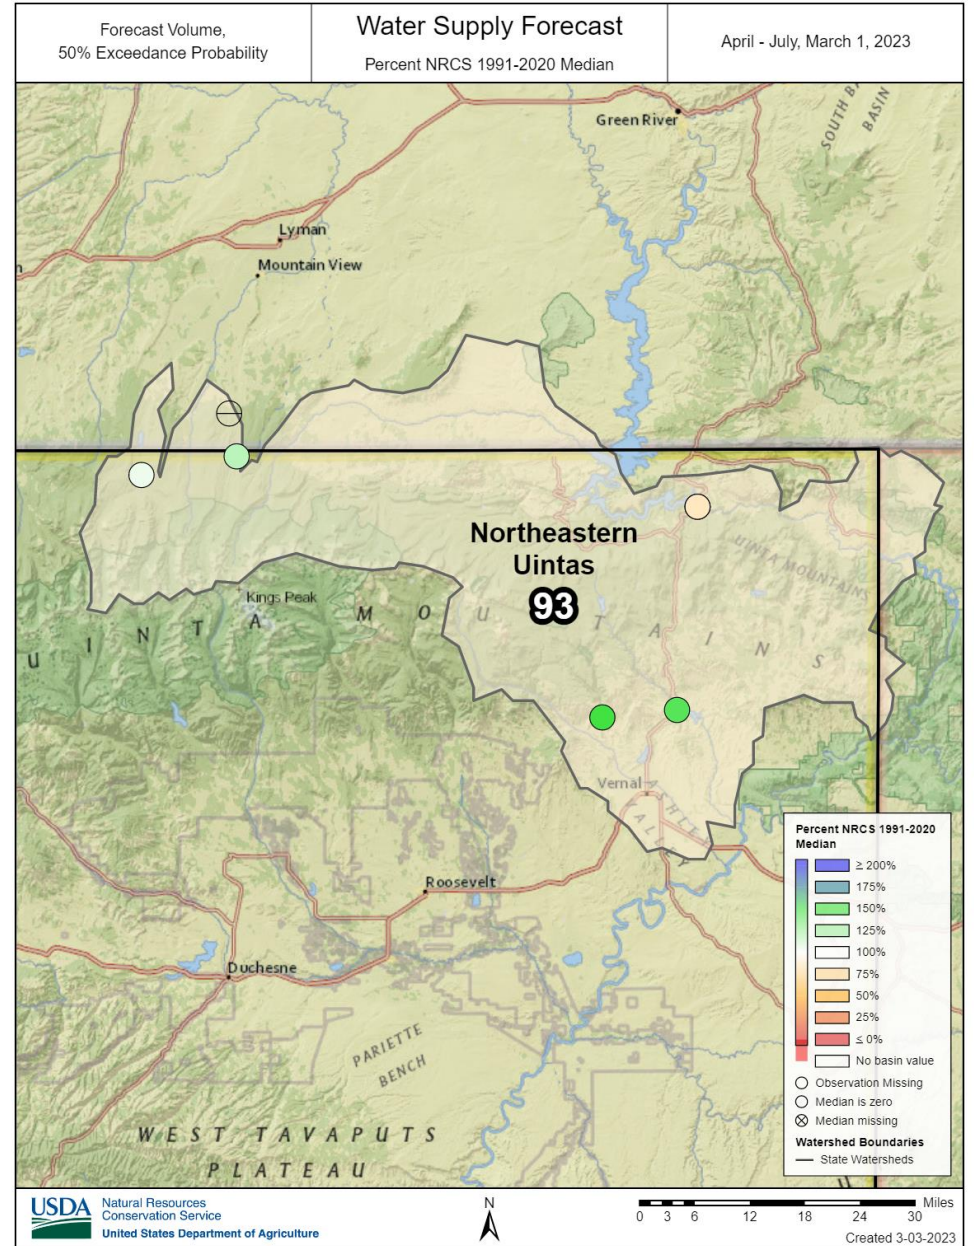 Forecast Volume,
50% Exceedance Probability
Water Supply Forecast
Percent NRCS 1991-2020 Median
April - July, March 1, 2023
Green River
SOUTH
BASIN
Lyman
Mountain View
n
Northeastern
Uintas
93
UINTA MOUNTAINS
Kings Peak
UINTA MOUNTAINS
Vernal
ASHLEY
VALLEY
Roosevelt
Duchesne
PARIETTE
BENCH
WEST TAVAPUTS
PLATEAU
Percent NRCS 1991-2020
Median
≥ 200%
175%
150%
125%
100%
75%
50%
25%
≤ 0%
No basin value
Observation Missing
Median is zero
Median missing
Watershed Boundaries
State Watersheds
USDA
Natural Resources
Conservation Service
United States Department of Agriculture
N
Miles
0 3 6 12 18 24 30
Created 3-03-2023